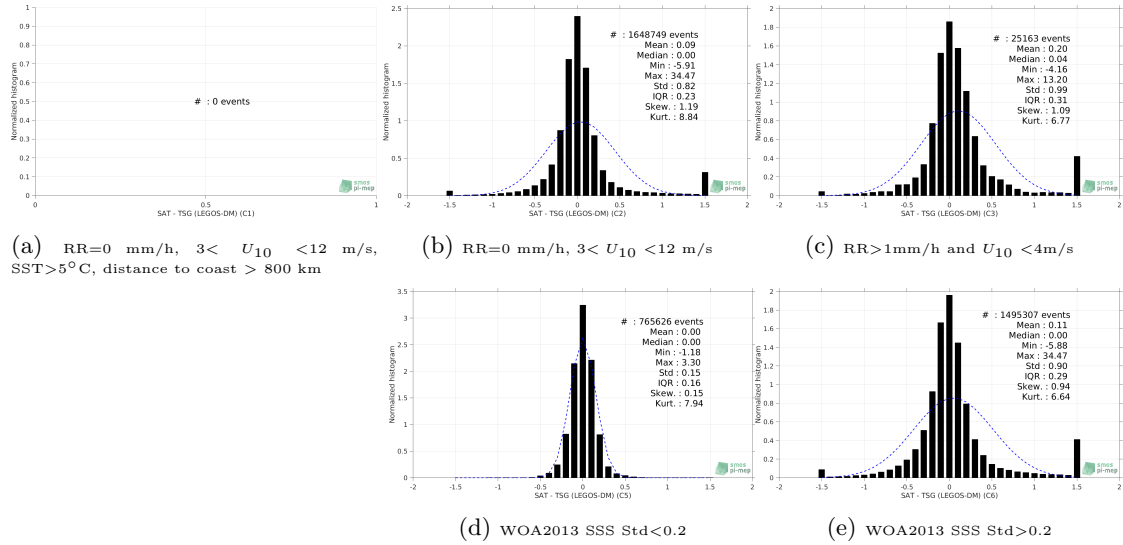 1
0.9
0.8
0.7
0.6
0.5
0.4
0.3
0.2
0.1
0
Normalized histogram
# : 0 events
smos
pi-mep
0 0.5 1
SAT - TSG (LEGOS-DM) (C1)
(a) RR=0 mm/h, 3< U10 <12 m/s,
SST>5°C, distance to coast > 800 km
2.5
2
1.5
1
0.5
0
Normalized histogram
# : 1648749 events
Mean : 0.09
Median : 0.00
Min : -5.91
Max : 34.47
Std : 0.82
IQR : 0.23
Skew. : 1.19
Kurt. : 8.84
smos
pi-mep
-2 -1.5 -1 -0.5 0 0.5 1 1.5 2
SAT - TSG (LEGOS-DM) (C2)
(b) RR=0 mm/h, 3< U10 <12 m/s
2
1.8
1.6
1.4
1.2
1
0.8
0.6
0.4
0.2
0
Normalized histogram
# : 25163 events
Mean : 0.20
Median : 0.04
Min : -4.16
Max : 13.20
Std : 0.99
IQR : 0.31
Skew. : 1.09
Kurt. : 6.77
smos
pi-mep
-2 -1.5 -1 -0.5 0 0.5 1 1.5 2
SAT - TSG (LEGOS-DM) (C3)
(c) RR>1mm/h and U10 <4m/s
3.5
3
2.5
2
1.5
1
0.5
0
Normalized histogram
# : 765626 events
Mean : 0.00
Median : 0.00
Min : -1.18
Max : 3.30
Std : 0.15
IQR : 0.16
Skew. : 0.15
Kurt. : 7.94
smos
pi-mep
-2 -1.5 -1 -0.5 0 0.5 1 1.5 2
SAT - TSG (LEGOS-DM) (C5)
(d) WOA2013 SSS Std<0.2
2
1.8
1.6
1.4
1.2
1
0.8
0.6
0.4
0.2
0
Normalized histogram
# : 1495307 events
Mean : 0.11
Median : 0.00
Min : -5.88
Max : 34.47
Std : 0.90
IQR : 0.29
Skew. : 0.94
Kurt. : 6.64
smos
pi-mep
-2 -1.5 -1 -0.5 0 0.5 1 1.5 2
SAT - TSG (LEGOS-DM) (C6)
(e) WOA2013 SSS Std>0.2